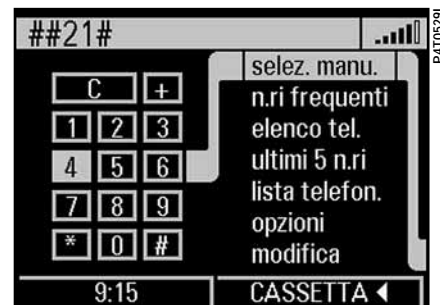 ##21#
C +
1 2 3
4 5 6
7 8 9
* 0 #
selez. manu.
n.ri frequenti
elenco tel.
ultimi 5 n.ri
lista telefon.
opzioni
modifica
9:15
CASSETTA
P4T0529I